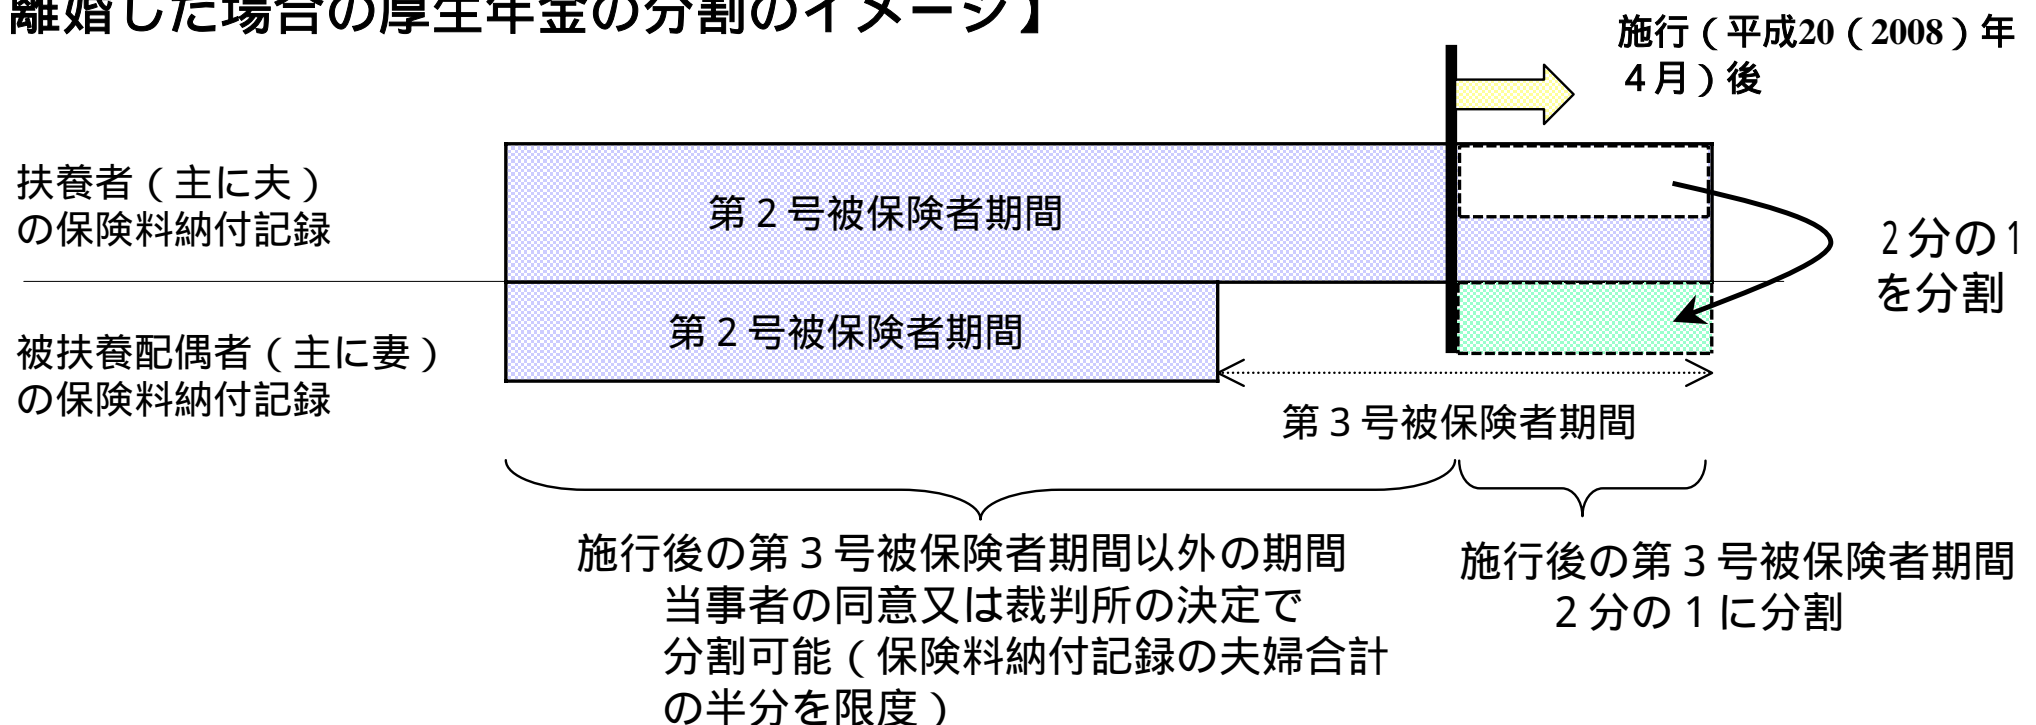 離婚した場合の厚生年金の分割のイメージ】
施行（平成20（2008）年
４月）後
扶養者（主に夫）
の保険料納付記録
第２号被保険者期間
2分の1
を分割
被扶養配偶者（主に妻）
の保険料納付記録
第２号被保険者期間
第３号被保険者期間
施行後の第３号被保険者期間以外の期間
当事者の同意又は裁判所の決定で
分割可能（保険料納付記録の夫婦合計
の半分を限度）
施行後の第３号被保険者期間
２分の１に分割